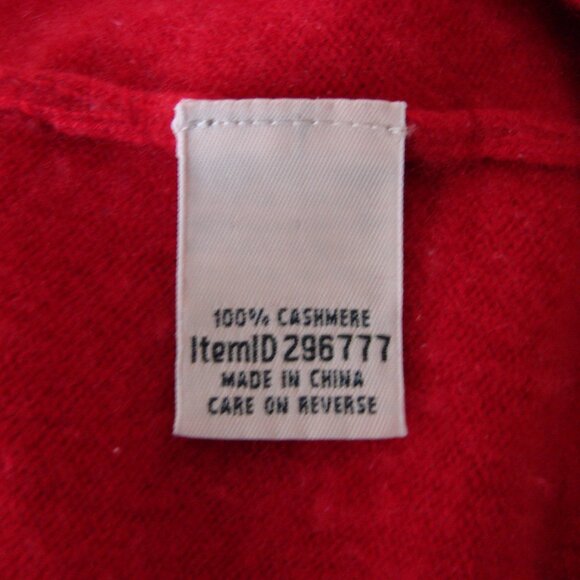 100% CASHMERE
ItemID 296777
MADE IN CHINA
CARE ON REVERSE